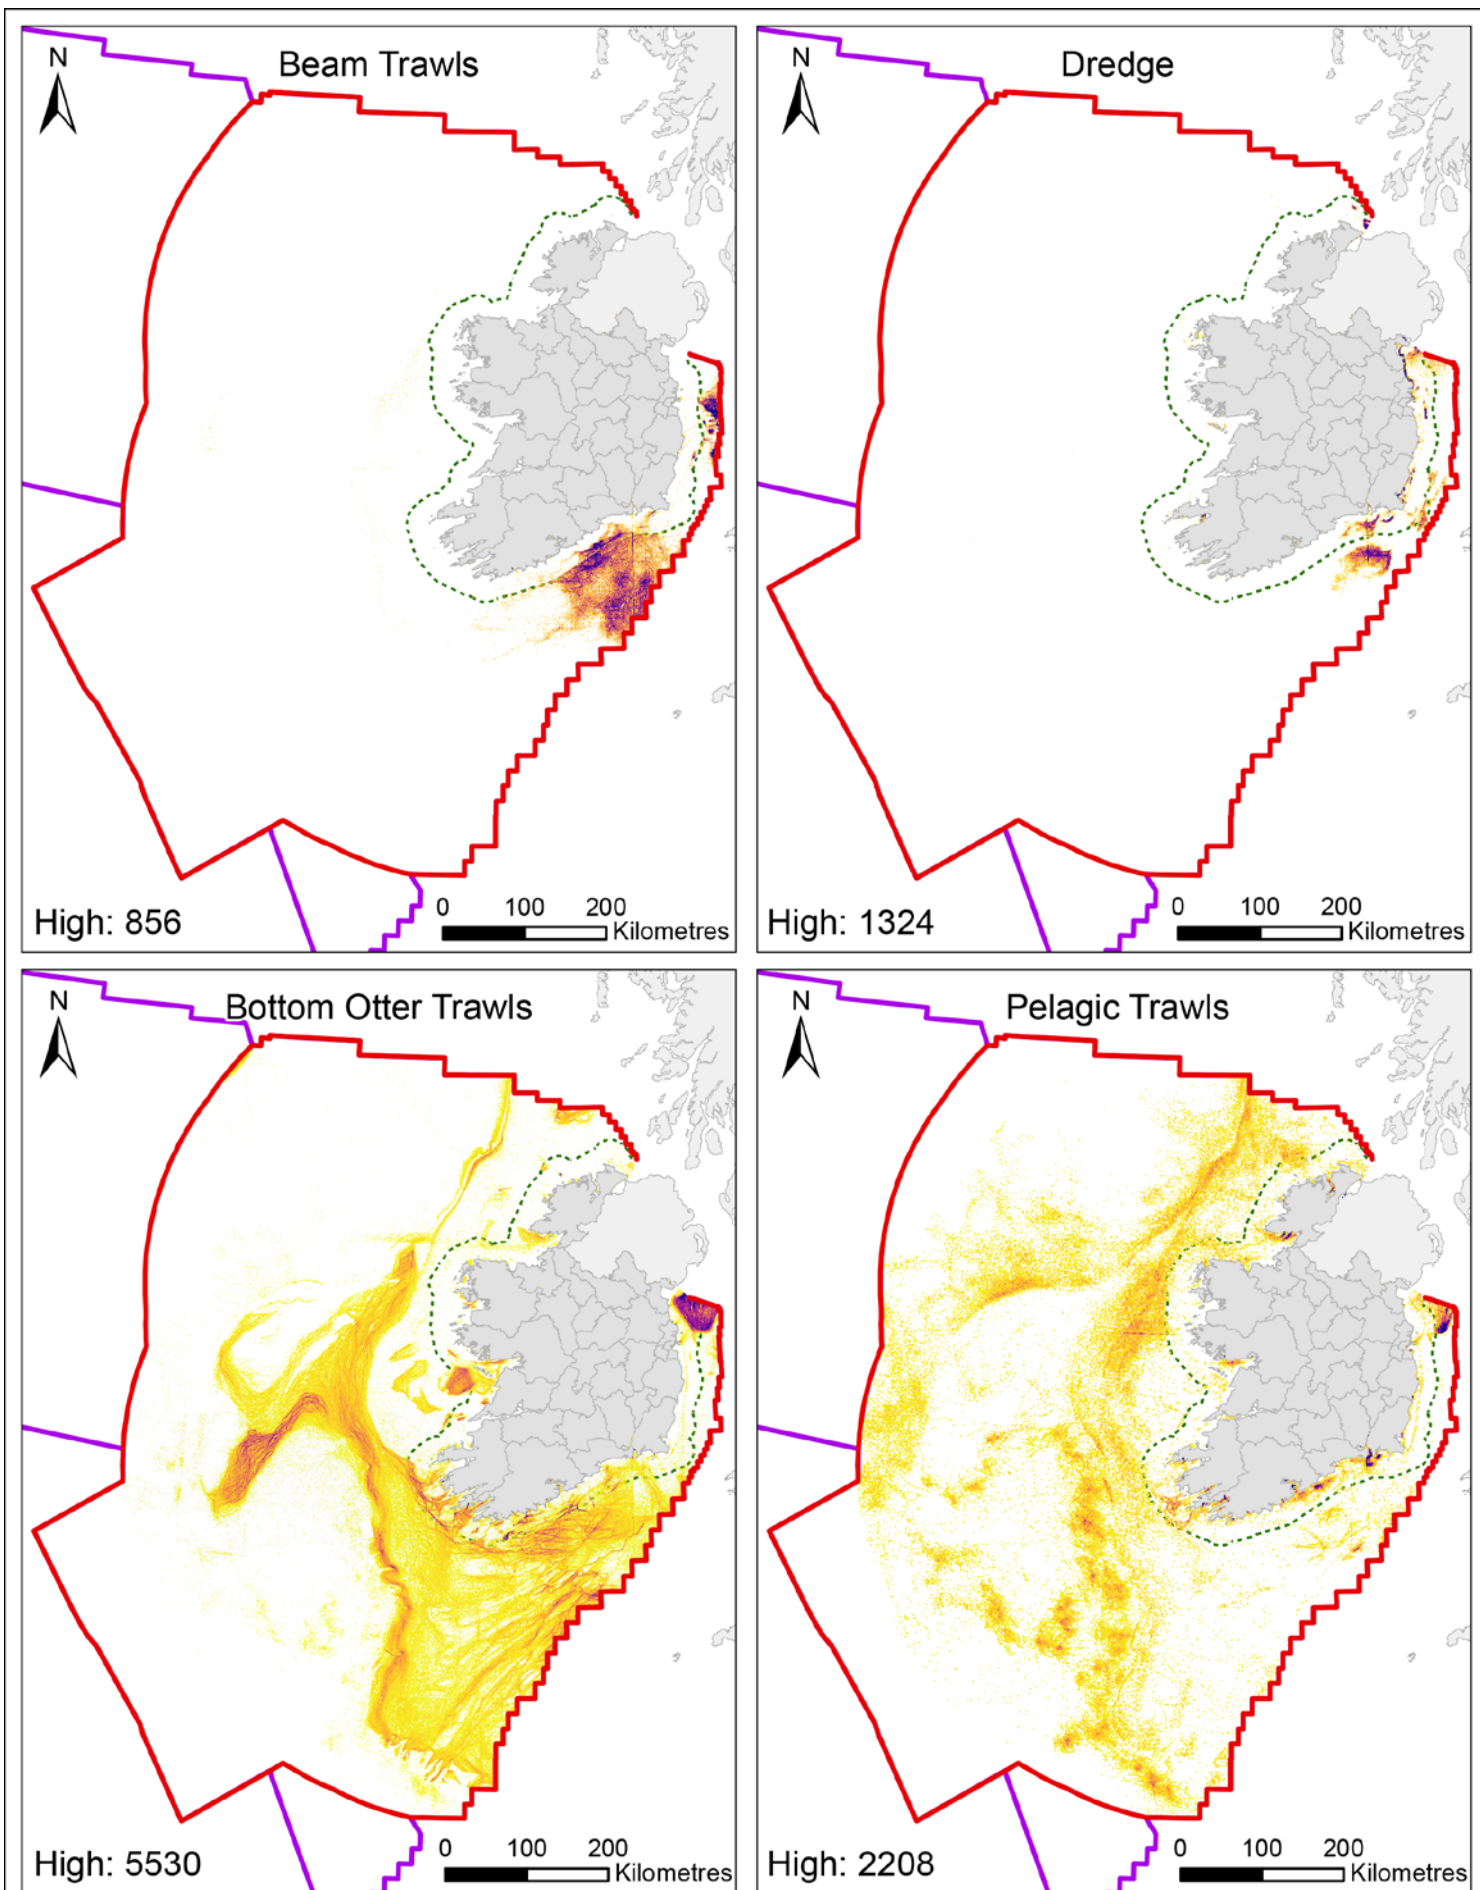 N
Beam Trawls
High: 856
0 100 200
Kilometres
N
Dredge
High: 1324
0 100 200
Kilometres
N
Bottom Otter Trawls
High: 5530
0 100 200
Kilometres
N
Pelagic Trawls
High: 2208
0 100 200
Kilometres